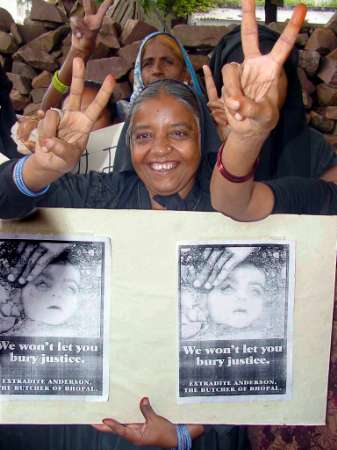 We won't let you
bury justice.
EXTRADITE ANDERSON.
THE BUTCHER OF BHOPAL.
We won't let you
bury justice.
EXTRADITE ANDERSON,
THE BUTCHER OF BHOPAL.